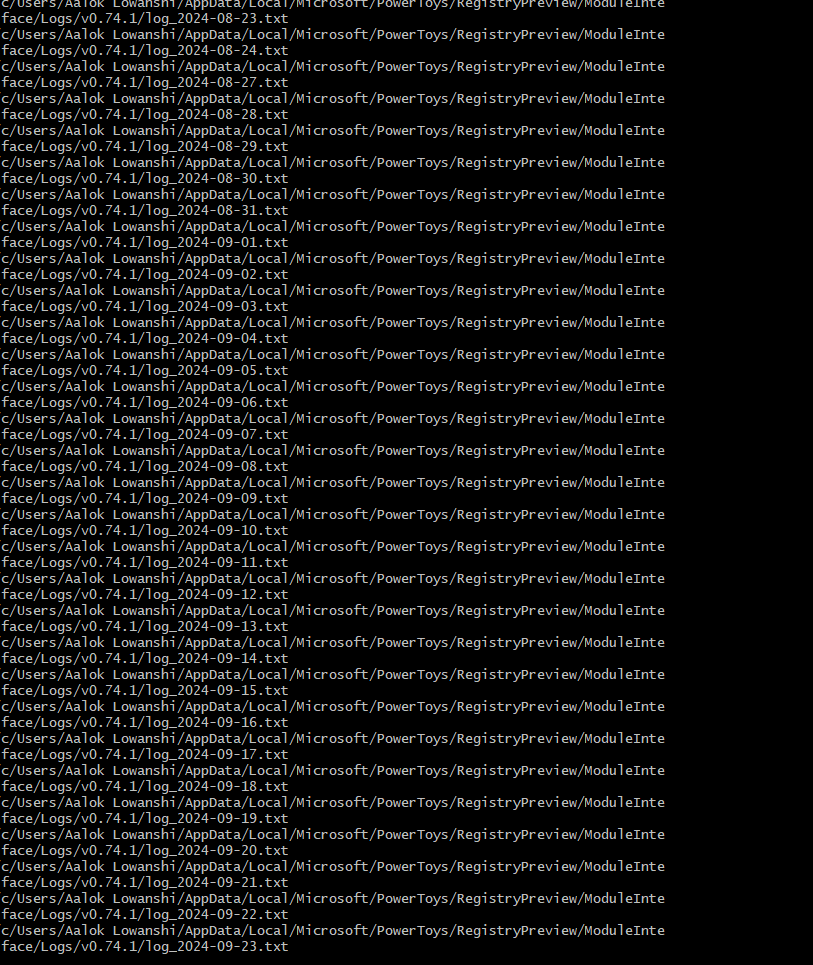 c/Users/Aalok Lowanshi/AppData/Local/Microsoft/PowerToys/RegistryPreview/ModuleInte
face/Logs/v0.74.1/log_2024-08-23.txt
c/Users/Aalok Lowanshi/AppData/Local/Microsoft/PowerToys/RegistryPreview/ModuleInte
face/Logs/v0.74.1/log_2024-08-24.txt
c/Users/Aalok Lowanshi/AppData/Local/Microsoft/PowerToys/RegistryPreview/ModuleInte
face/Logs/v0.74.1/log_2024-08-27.txt
c/Users/Aalok Lowanshi/AppData/Local/Microsoft/PowerToys/RegistryPreview/ModuleInte
face/Logs/v0.74.1/log_2024-08-28.txt
c/Users/Aalok Lowanshi/AppData/Local/Microsoft/PowerToys/RegistryPreview/ModuleInte
face/Logs/v0.74.1/log_2024-08-29.txt
c/Users/Aalok Lowanshi/AppData/Local/Microsoft/PowerToys/RegistryPreview/ModuleInte
face/Logs/v0.74.1/log_2024-08-30.txt
c/Users/Aalok Lowanshi/AppData/Local/Microsoft/PowerToys/RegistryPreview/ModuleInte
face/Logs/v0.74.1/log_2024-08-31.txt
c/Users/Aalok Lowanshi/AppData/Local/Microsoft/PowerToys/RegistryPreview/ModuleInte
face/Logs/v0.74.1/log_2024-09-01.txt
c/Users/Aalok Lowanshi/AppData/Local/Microsoft/PowerToys/RegistryPreview/ModuleInte
face/Logs/v0.74.1/log_2024-09-02.txt
c/Users/Aalok Lowanshi/AppData/Local/Microsoft/PowerToys/RegistryPreview/ModuleInte
face/Logs/v0.74.1/log_2024-09-03.txt
c/Users/Aalok Lowanshi/AppData/Local/Microsoft/PowerToys/RegistryPreview/ModuleInte
face/Logs/v0.74.1/log_2024-09-04.txt
c/Users/Aalok Lowanshi/AppData/Local/Microsoft/PowerToys/RegistryPreview/ModuleInte
face/Logs/v0.74.1/log_2024-09-05.txt
c/Users/Aalok Lowanshi/AppData/Local/Microsoft/PowerToys/RegistryPreview/ModuleInte
face/Logs/v0.74.1/log_2024-09-06.txt
c/Users/Aalok Lowanshi/AppData/Local/Microsoft/PowerToys/RegistryPreview/ModuleInte
face/Logs/v0.74.1/log_2024-09-07.txt
c/Users/Aalok Lowanshi/AppData/Local/Microsoft/PowerToys/RegistryPreview/ModuleInte
face/Logs/v0.74.1/log_2024-09-08.txt
c/Users/Aalok Lowanshi/AppData/Local/Microsoft/PowerToys/RegistryPreview/ModuleInte
face/Logs/v0.74.1/log_2024-09-09.txt
c/Users/Aalok Lowanshi/AppData/Local/Microsoft/PowerToys/RegistryPreview/ModuleInte
face/Logs/v0.74.1/log_2024-09-10.txt
c/Users/Aalok Lowanshi/AppData/Local/Microsoft/PowerToys/RegistryPreview/ModuleInte
face/Logs/v0.74.1/log_2024-09-11.txt
c/Users/Aalok Lowanshi/AppData/Local/Microsoft/PowerToys/RegistryPreview/ModuleInte
face/Logs/v0.74.1/log_2024-09-12.txt
c/Users/Aalok Lowanshi/AppData/Local/Microsoft/PowerToys/RegistryPreview/ModuleInte
face/Logs/v0.74.1/log_2024-09-13.txt
c/Users/Aalok Lowanshi/AppData/Local/Microsoft/PowerToys/RegistryPreview/ModuleInte
face/Logs/v0.74.1/log_2024-09-14.txt
c/Users/Aalok Lowanshi/AppData/Local/Microsoft/PowerToys/RegistryPreview/ModuleInte
face/Logs/v0.74.1/log_2024-09-15.txt
c/Users/Aalok Lowanshi/AppData/Local/Microsoft/PowerToys/RegistryPreview/ModuleInte
face/Logs/v0.74.1/log_2024-09-16.txt
c/Users/Aalok Lowanshi/AppData/Local/Microsoft/PowerToys/RegistryPreview/ModuleInte
face/Logs/v0.74.1/log_2024-09-17.txt
c/Users/Aalok Lowanshi/AppData/Local/Microsoft/PowerToys/RegistryPreview/ModuleInte
face/Logs/v0.74.1/log_2024-09-18.txt
c/Users/Aalok Lowanshi/AppData/Local/Microsoft/PowerToys/RegistryPreview/ModuleInte
face/Logs/v0.74.1/log_2024-09-19.txt
c/Users/Aalok Lowanshi/AppData/Local/Microsoft/PowerToys/RegistryPreview/ModuleInte
face/Logs/v0.74.1/log_2024-09-20.txt
c/Users/Aalok Lowanshi/AppData/Local/Microsoft/PowerToys/RegistryPreview/ModuleInte
face/Logs/v0.74.1/log_2024-09-21.txt
c/Users/Aalok Lowanshi/AppData/Local/Microsoft/PowerToys/RegistryPreview/ModuleInte
face/Logs/v0.74.1/log_2024-09-22.txt
c/Users/Aalok Lowanshi/AppData/Local/Microsoft/PowerToys/RegistryPreview/ModuleInte
face/Logs/v0.74.1/log_2024-09-23.txt